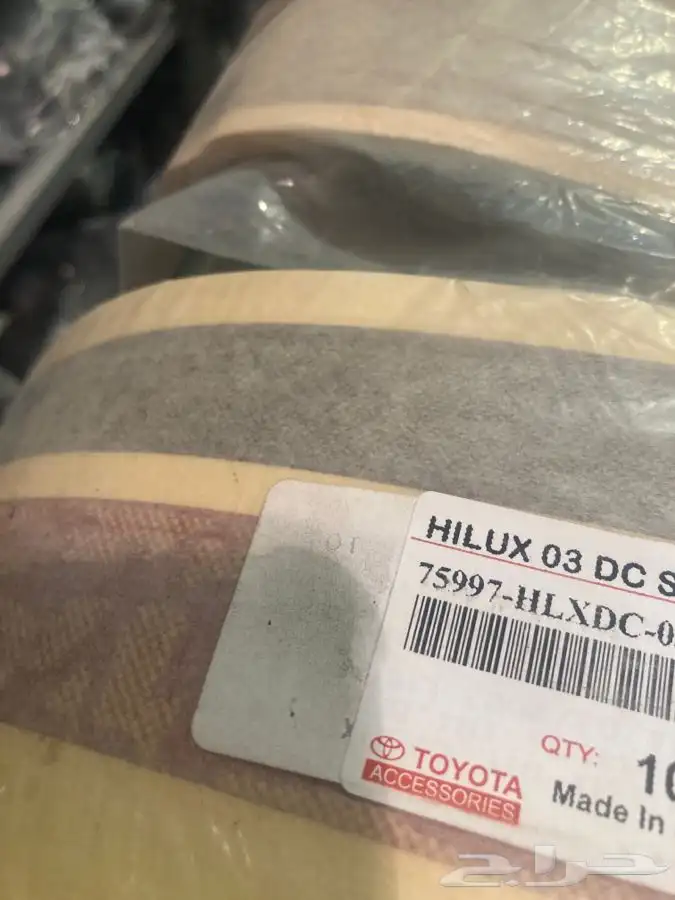 HILUX 03 DC S
75997-HLXDC-0
QTY: 10
TOYOTA
ACCESSORIES
Made In
حراج